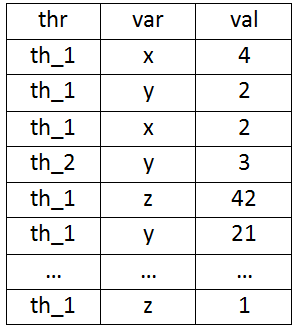 thr var val
th_1 x 4
th_1 y 2
th_1 x 2
th_2 y 3
th_1 z 42
th_1 y 21
... ... ...
th_1 z 1